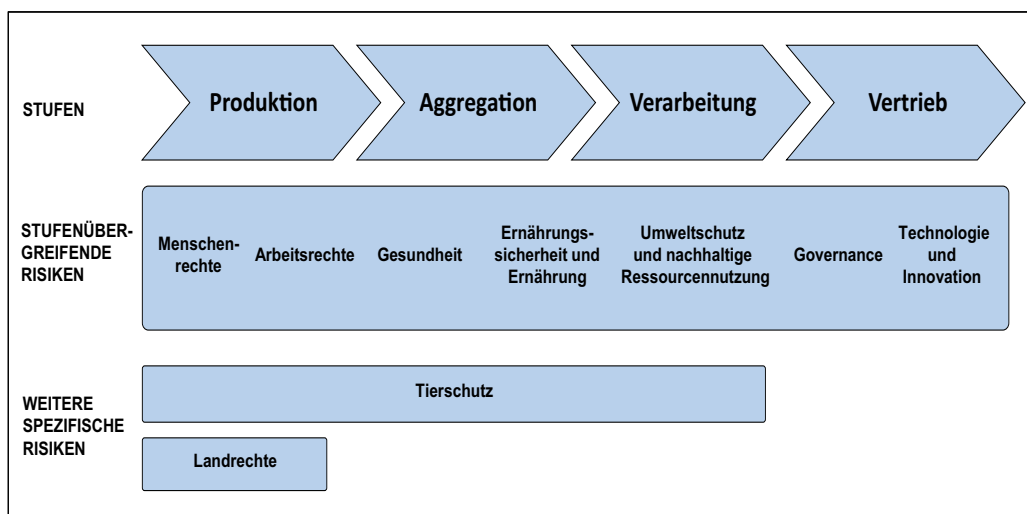 STUFEN
Produktion
Aggregation
Verarbeitung
Vertrieb
STUFENÜBER-
GREIFENDE
RISIKEN
Menschen-
rechte
Arbeitsrechte
Gesundheit
Ernährungs-
sicherheit und
Ernährung
Umweltschutz
und nachhaltige
Ressourcennutzung
Governance
Technologie
und
Innovation
WEITERE
SPEZIFISCHE
RISIKEN
Tierschutz
Landrechte